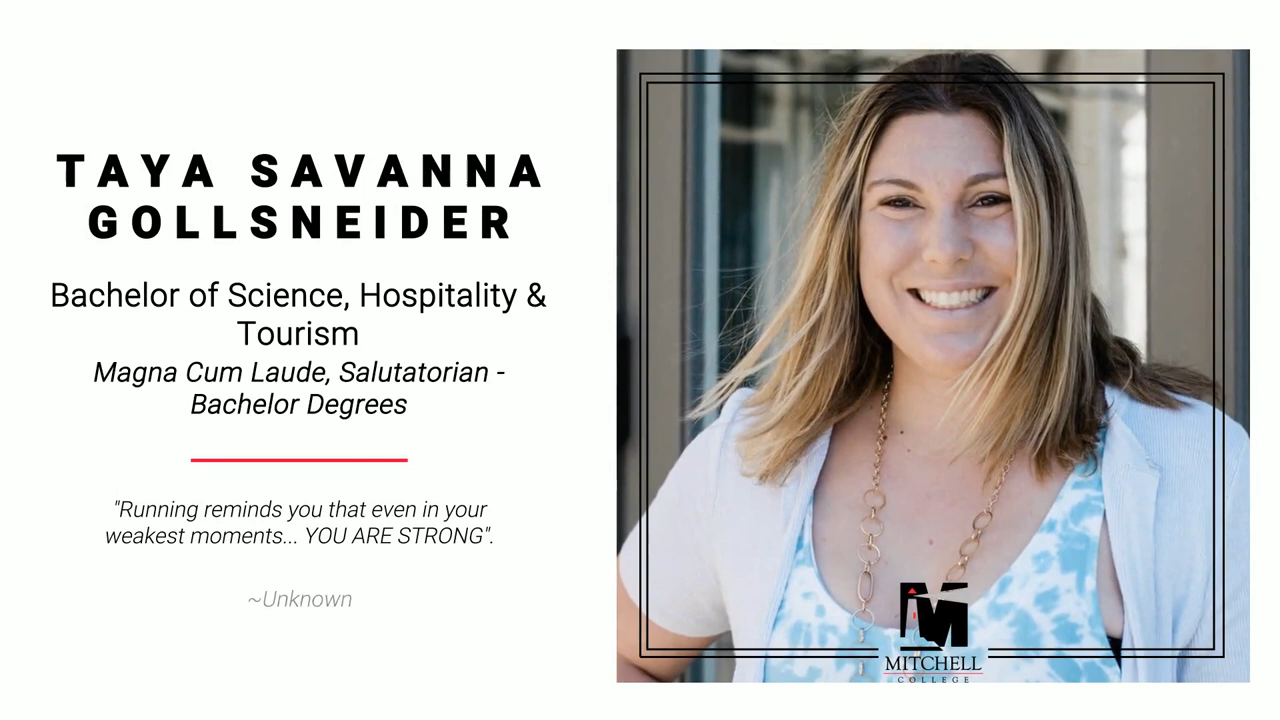 TAYA SAVANNA
GOLLSNEIDER
Bachelor of Science, Hospitality &
Tourism
Magna Cum Laude, Salutatorian -
Bachelor Degrees
"Running reminds you that even in your
weakest moments... YOU ARE STRONG".
~Unknown
M
MITCHELL
COLLEGE